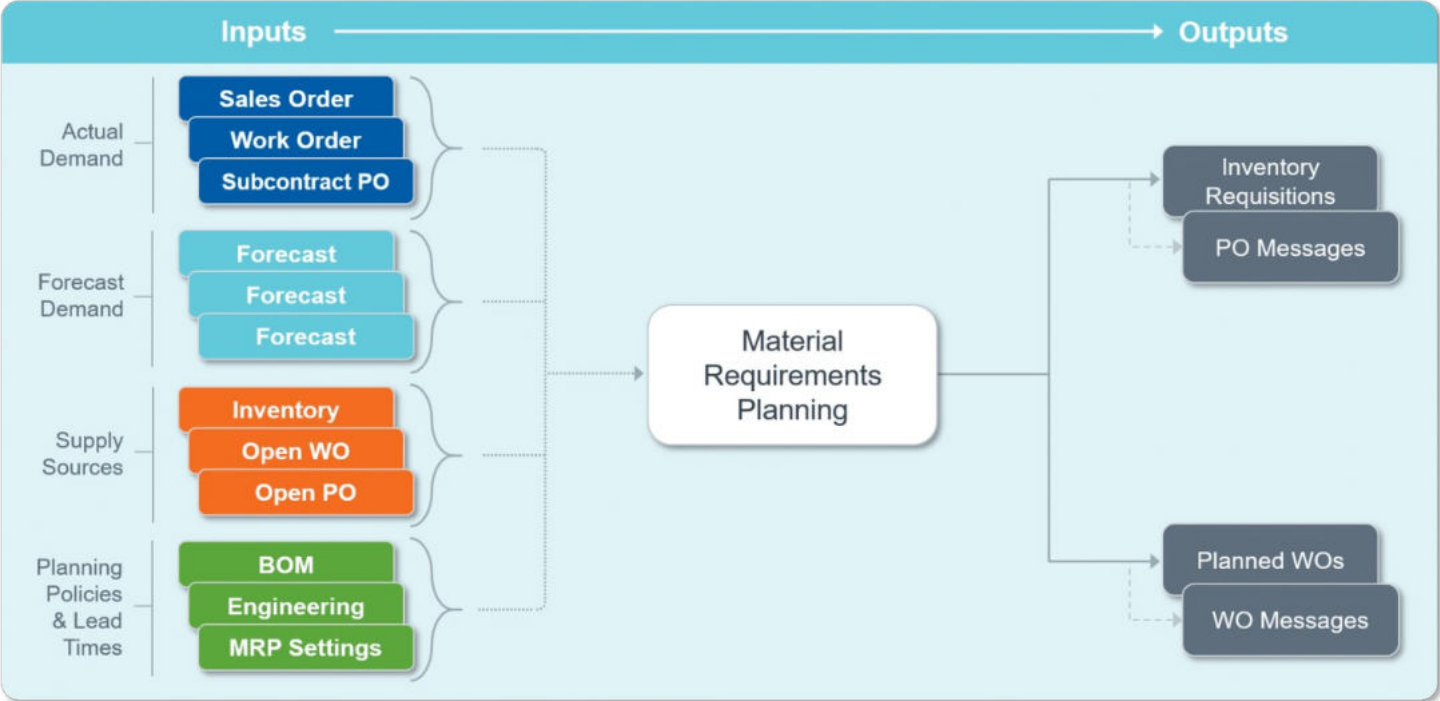 Inputs
Outputs
Actual
Demand
Sales Order
Work Order
Subcontract PO
Forecast
Demand
Forecast
Forecast
Forecast
Supply
Sources
Inventory
Open WO
Open PO
Planning
Policies
& Lead
Times
BOM
Engineering
MRP Settings
Material
Requirements
Planning
Inventory
Requisitions
PO Messages
Planned WOs
WO Messages